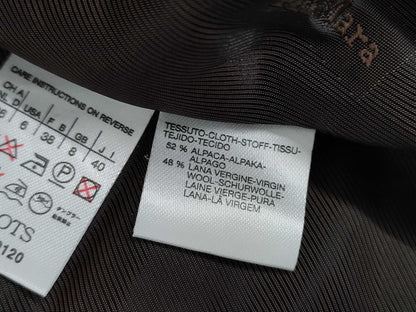 CARE INSTRUCTIONS ON REVERSE
CH A
NL D USA F B GB J I
6 38 8 40
OTS
0120
TESSUTO-CLOTH-STOFF-TISSU-
TEJIDO-TECIDO
52 % ALPACA-ALPAKA-
ALPAGO
48 % LANA VERGINE-VIRGIN
WOOL-SCHURWOLLE-
LAINE VIERGE-PURA
LANA-LÃ VIRGEM